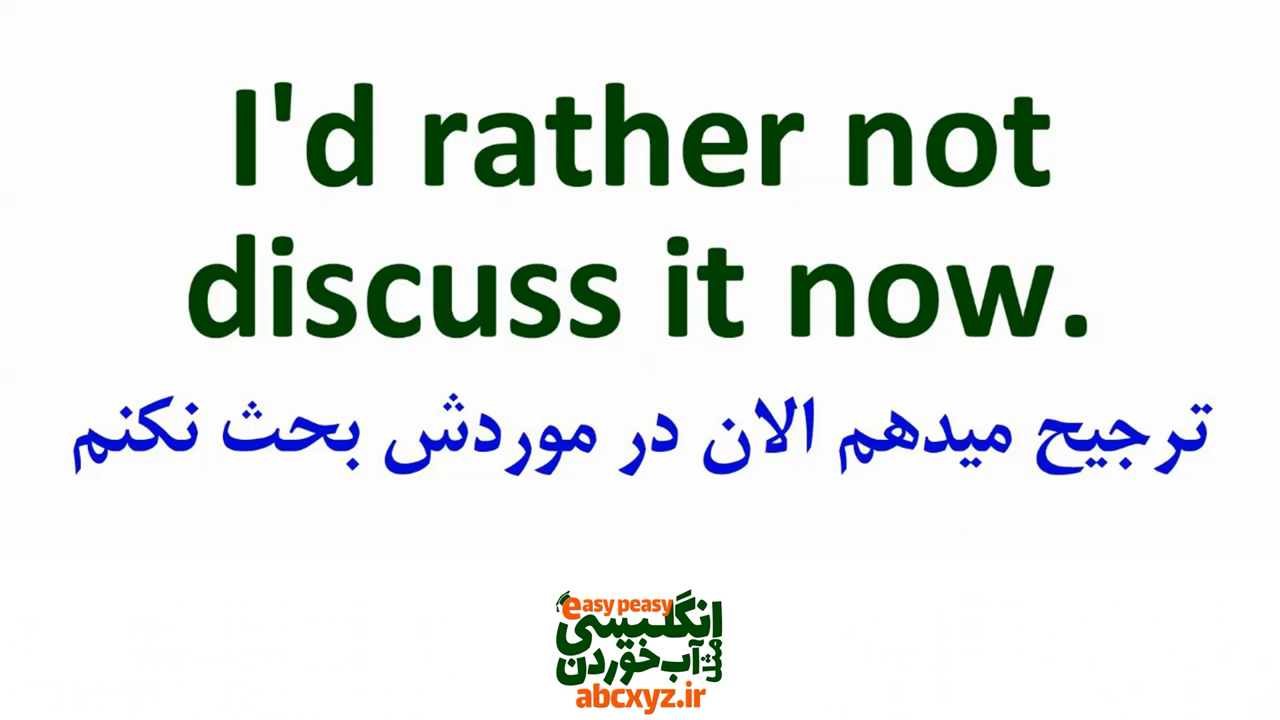 I'd rather not
discuss it now.
ترجیح میدهم الان در موردش بحث نکنم
easy peasy
انگلیسی
مثل
آب خوردن
abcxyz.ir